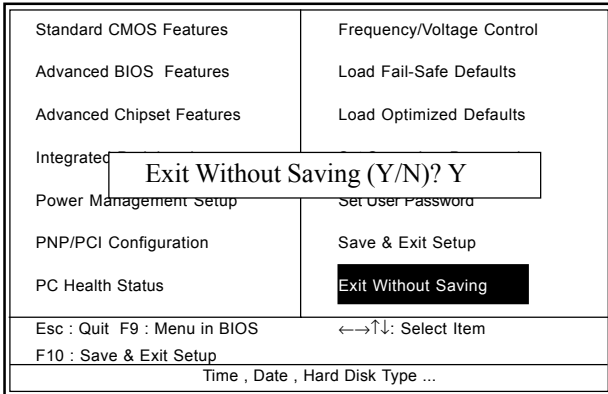 Standard CMOS Features
Advanced BIOS Features
Advanced Chipset Features
Integrated
Power Management Setup
PNP/PCI Configuration
PC Health Status
Frequency/Voltage Control
Load Fail-Safe Defaults
Load Optimized Defaults
Set User Password
Save & Exit Setup
Exit Without Saving
Exit Without Saving (Y/N)? Y
Esc : Quit F9 : Menu in BIOS
←→↑↓: Select Item
F10 : Save & Exit Setup
Time , Date , Hard Disk Type ...